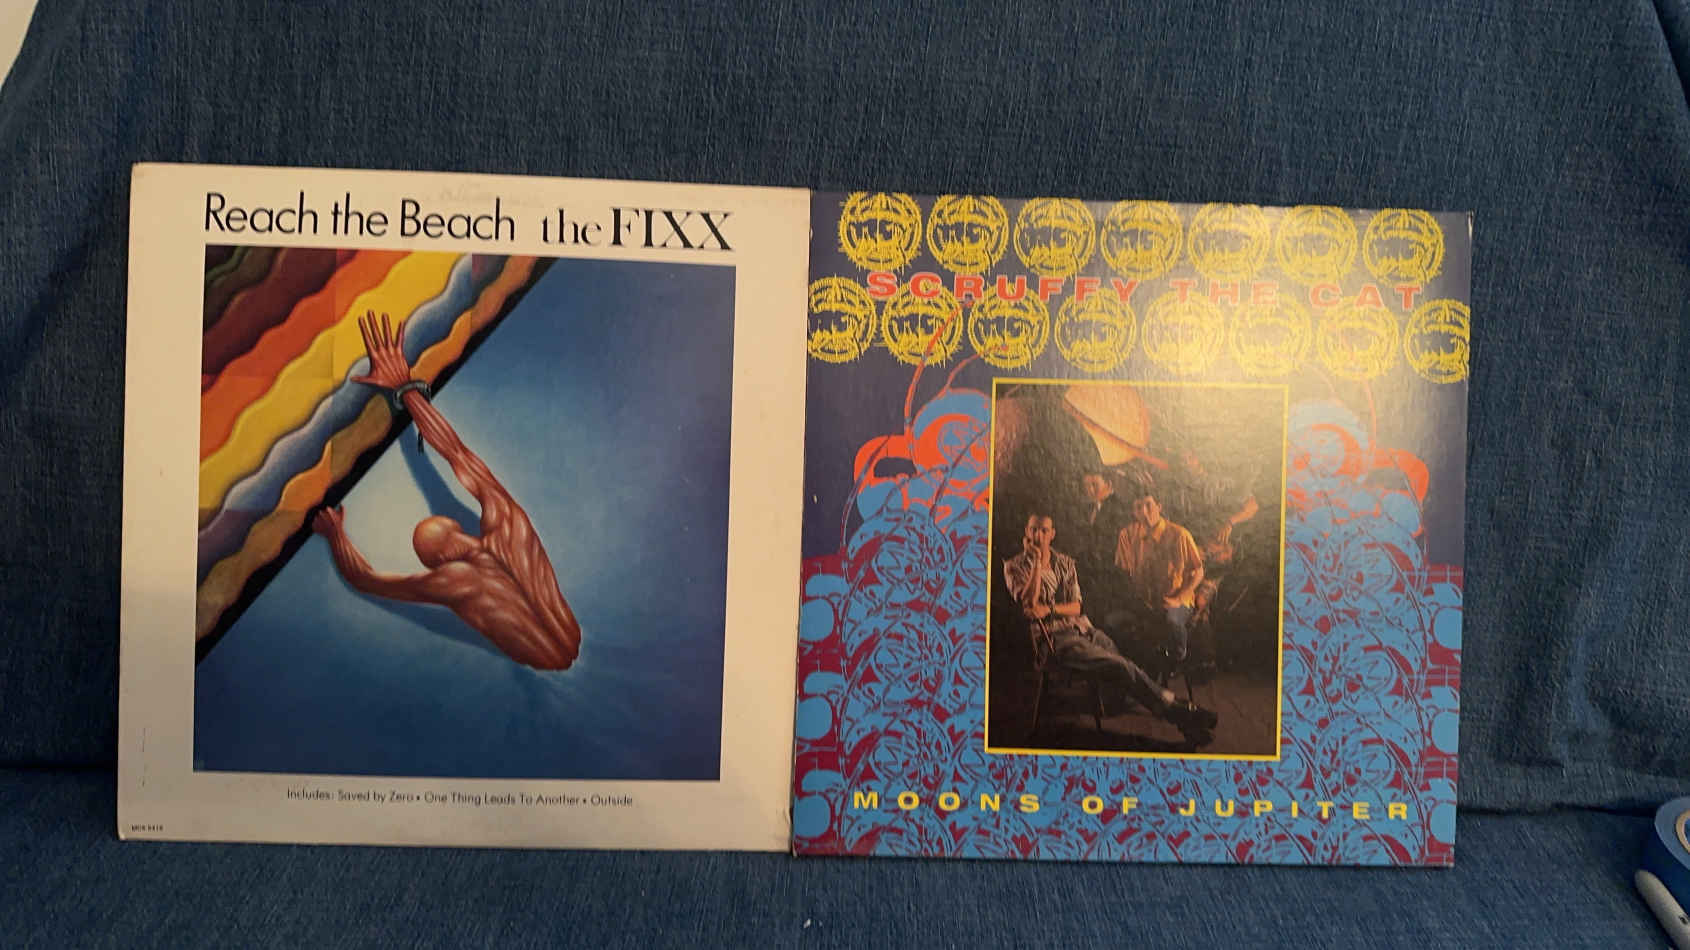 Reach the Beach the FIXX
Includes: Saved by Zero • One Thing Leads To Another • Outside
SCRUFFY THE CAT
MOONS OF JUPITER